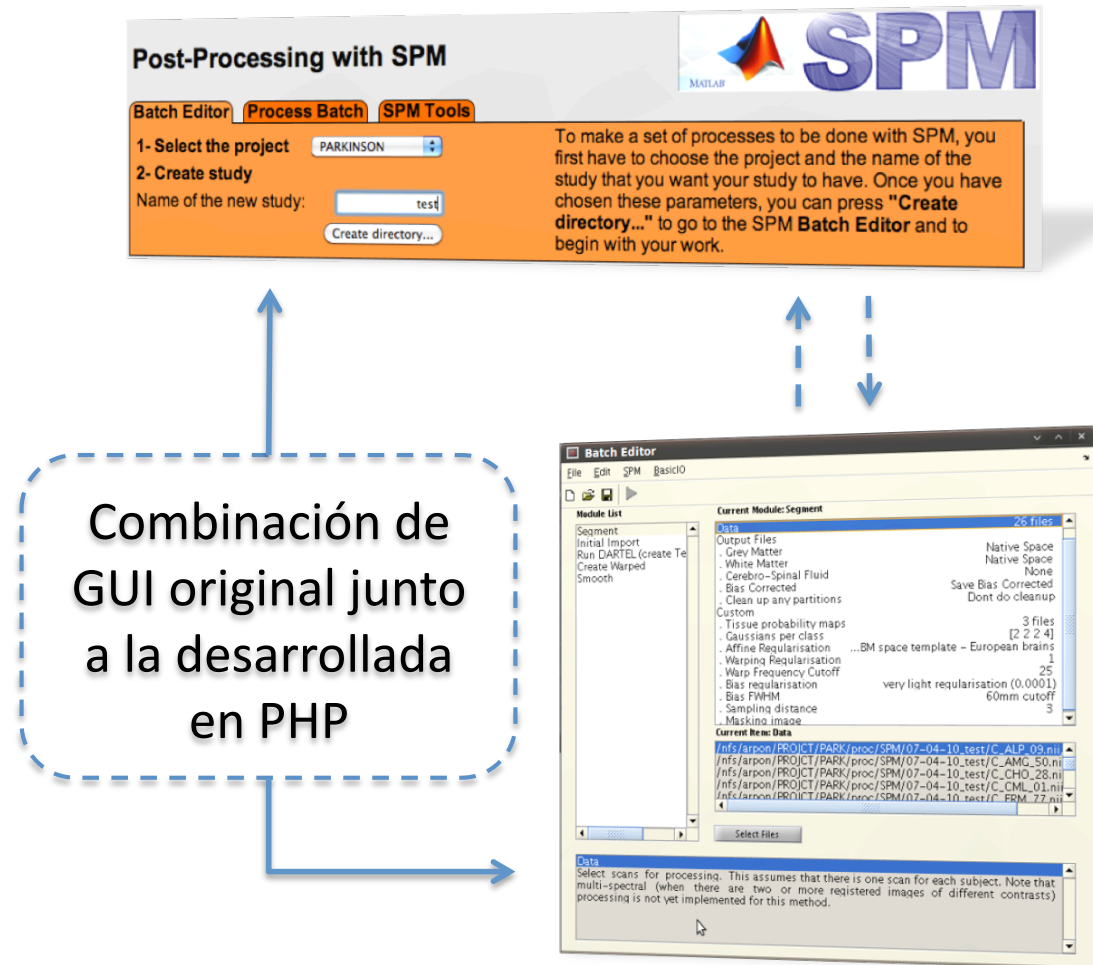 Post-Processing with SPM
MATLAB
SPM
Batch Editor Process Batch SPM Tools
1- Select the project PARKINSON
2- Create study
Name of the new study: test
Create directory...
To make a set of processes to be done with SPM, you
first have to choose the project and the name of the
study that you want your study to have. Once you have
chosen these parameters, you can press "Create
directory..." to go to the SPM Batch Editor and to
begin with your work.
Combinación de
GUI original junto
a la desarrollada
en PHP
Batch Editor
File Edit SPM BasicIO
Module List
Segment
Initial Import
Run DARTEL (create Te
Create Warped
Smooth
Current Module: Segment
Data 26 files
Output Files
. Grey Matter Native Space
. White Matter Native Space
. Cerebro-Spinal Fluid None
. Bias Corrected Save Bias Corrected
. Clean up any partitions Dont do cleanup
Custom
. Tissue probability maps 3 files
. Gaussians per class [2 2 2 4]
. Affine Regularisation ...BM space template - European brains
. Warping Regularisation 1
. Warp Frequency Cutoff 25
. Bias regularisation very light regularisation (0.0001)
. Bias FWHM 60mm cutoff
. Sampling distance 3
. Masking image
Current Item: Data
/nfs/arpon/PROJCT/PARK/proc/SPM/07-04-10_test/C_ALP_09.nii
/nfs/arpon/PROJCT/PARK/proc/SPM/07-04-10_test/C_AMG_50.ni
/nfs/arpon/PROJCT/PARK/proc/SPM/07-04-10_test/C_CHO_28.ni
/nfs/arpon/PROJCT/PARK/proc/SPM/07-04-10_test/C_CML_01.nii
/nfs/arpon/PROJCT/PARK/proc/SPM/07-04-10_test/C_FRM_77.nii
Select Files
Data
Select scans for processing. This assumes that there is one scan for each subject. Note that
multi-spectral (when there are two or more registered images of different contrasts)
processing is not yet implemented for this method.